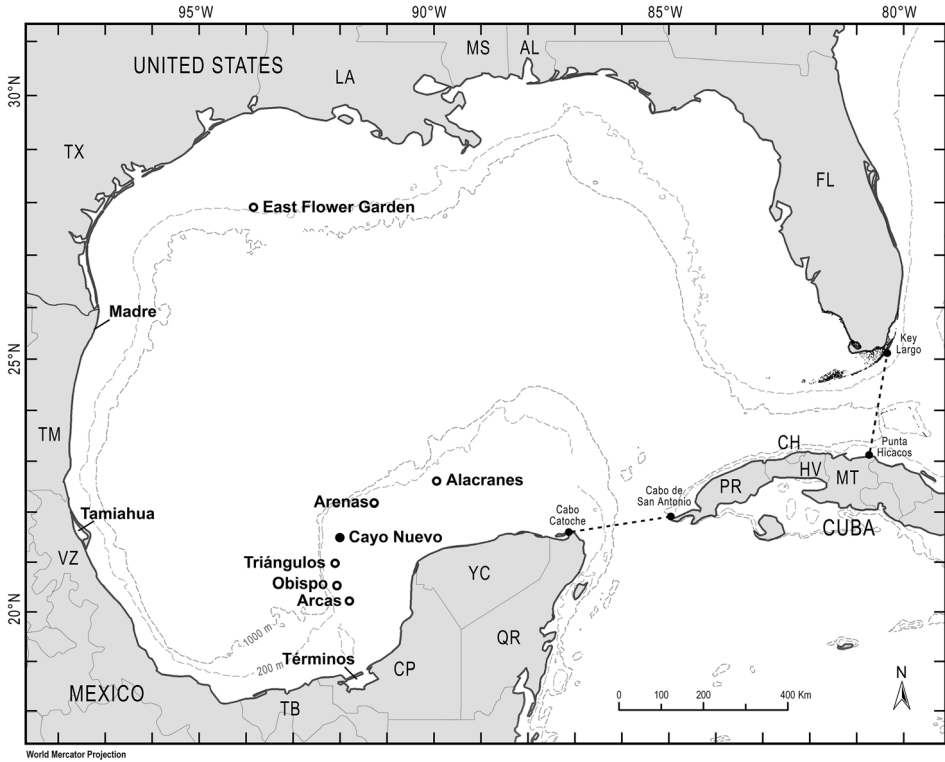 95°W 90°W 85°W 80°W
MS AL
UNITED STATES
LA
30°N
TX
FL
East Flower Garden
Madre
Key
Largo
25°N
TM
CH
Punta
Hicacos
HV
MT
PR
Alacranes
Cabo de
San Antonio
Arenas
Cabo
Catoche
Tamiahua
CUBA
Cayo Nuevo
VZ
Triángulos
YC
Obispo
Arcas
20°N
1000 m
QR
Términos
200 m
CP
N
MEXICO
TB
0 100 200 400 Km
World Mercator Projection